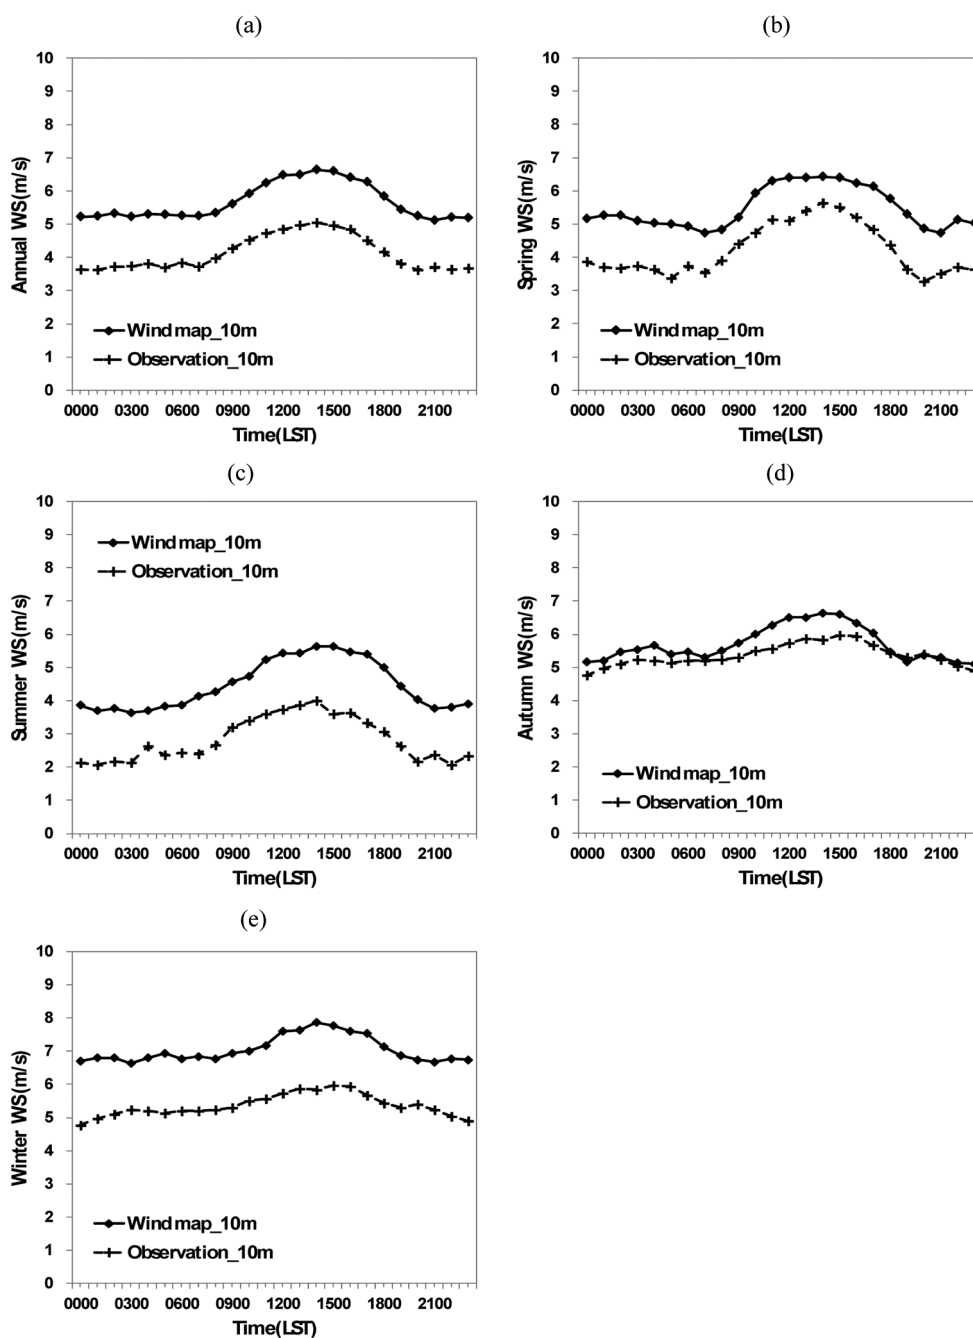 (a)
10
9
8
7
6
5
4
3
2
1
0
Annual WS(m/s)
Wind map_10m
Observation_10m
0000 0300 0600 0900 1200 1500 1800 2100
Time(LST)
(b)
10
9
8
7
6
5
4
3
2
1
0
Spring WS(m/s)
Wind map_10m
Observation_10m
0000 0300 0600 0900 1200 1500 1800 2100
Time(LST)
(c)
10
9
8
7
6
5
4
3
2
1
0
Summer WS(m/s)
Wind map_10m
Observation_10m
0000 0300 0600 0900 1200 1500 1800 2100
Time(LST)
(d)
10
9
8
7
6
5
4
3
2
1
0
Autumn WS(m/s)
Wind map_10m
Observation_10m
0000 0300 0600 0900 1200 1500 1800 2100
Time(LST)
(e)
10
9
8
7
6
5
4
3
2
1
0
Winter WS(m/s)
Wind map_10m
Observation_10m
0000 0300 0600 0900 1200 1500 1800 2100
Time(LST)